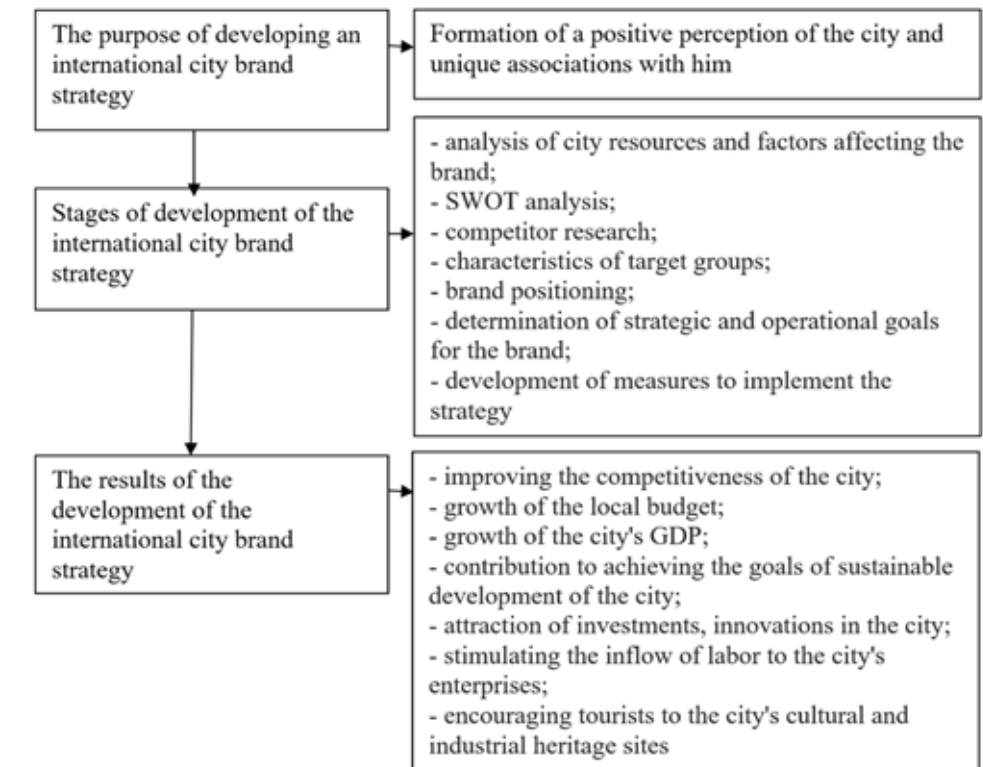 The purpose of developing an
international city brand
strategy
Formation of a positive perception of the city and
unique associations with him
Stages of development of the
international city brand
strategy
- analysis of city resources and factors affecting the
brand;
- SWOT analysis;
- competitor research;
- characteristics of target groups;
- brand positioning;
- determination of strategic and operational goals
for the brand;
- development of measures to implement the
strategy
The results of the
development of the
international city brand
strategy
- improving the competitiveness of the city;
- growth of the local budget;
- growth of the city's GDP;
- contribution to achieving the goals of sustainable
development of the city;
- attraction of investments, innovations in the city;
- stimulating the inflow of labor to the city's
enterprises;
- encouraging tourists to the city's cultural and
industrial heritage sites